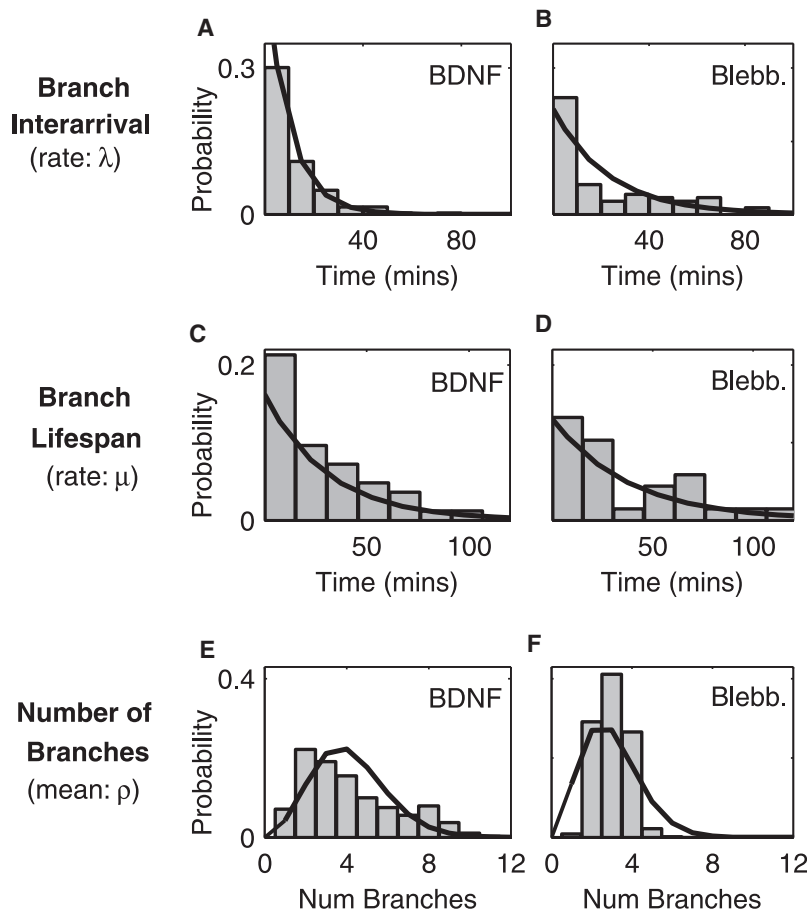 A
B
Branch
Interarrival
(rate: λ)
Probability
0.3
0
BDNF
40
80
Time (mins)
Blebb.
0
40
80
Time (mins)
C
D
Branch
Lifespan
(rate: μ)
Probability
0.2
0
BDNF
50
100
Time (mins)
Blebb.
0
50
100
Time (mins)
E
F
Number of
Branches
(mean: ρ)
Probability
0.4
0
BDNF
0
4
8
12
Num Branches
Blebb.
0
4
8
12
Num Branches